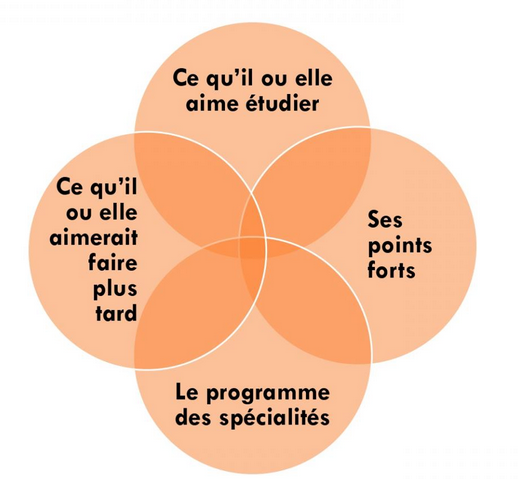 Ce qu'il ou elle
aime étudier
Ce qu'il
ou elle
aimerait
faire
plus
tard
Ses
points
forts
Le programme
des spécialités